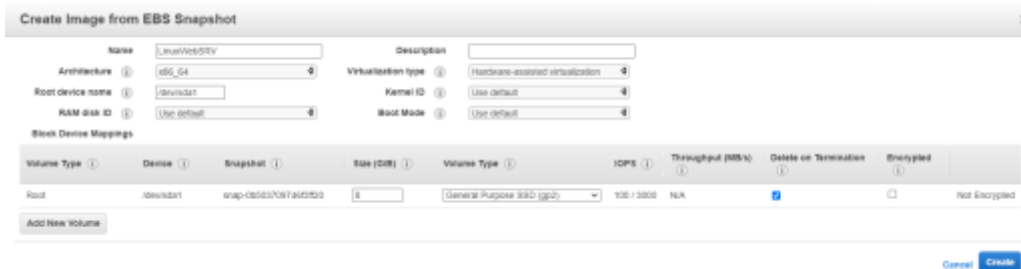 Create Image from EBS Snapshot
Name LinuxWebSRV Description
Architecture x86_64 Virtualization type Hardware-assisted virtualization
Root device name /dev/sda1 Kernel ID Use default
RAM disk ID Use default Boot Mode Use default
Block Device Mappings
Volume Type Device Snapshot Size (GiB) Volume Type IOPS Throughput (MB/s) Delete on Termination Encrypted
Root /dev/sda1 8 General Purpose SSD (gp2) 100 / 3000 N/A Not Encrypted
Add New Volume
Cancel Create